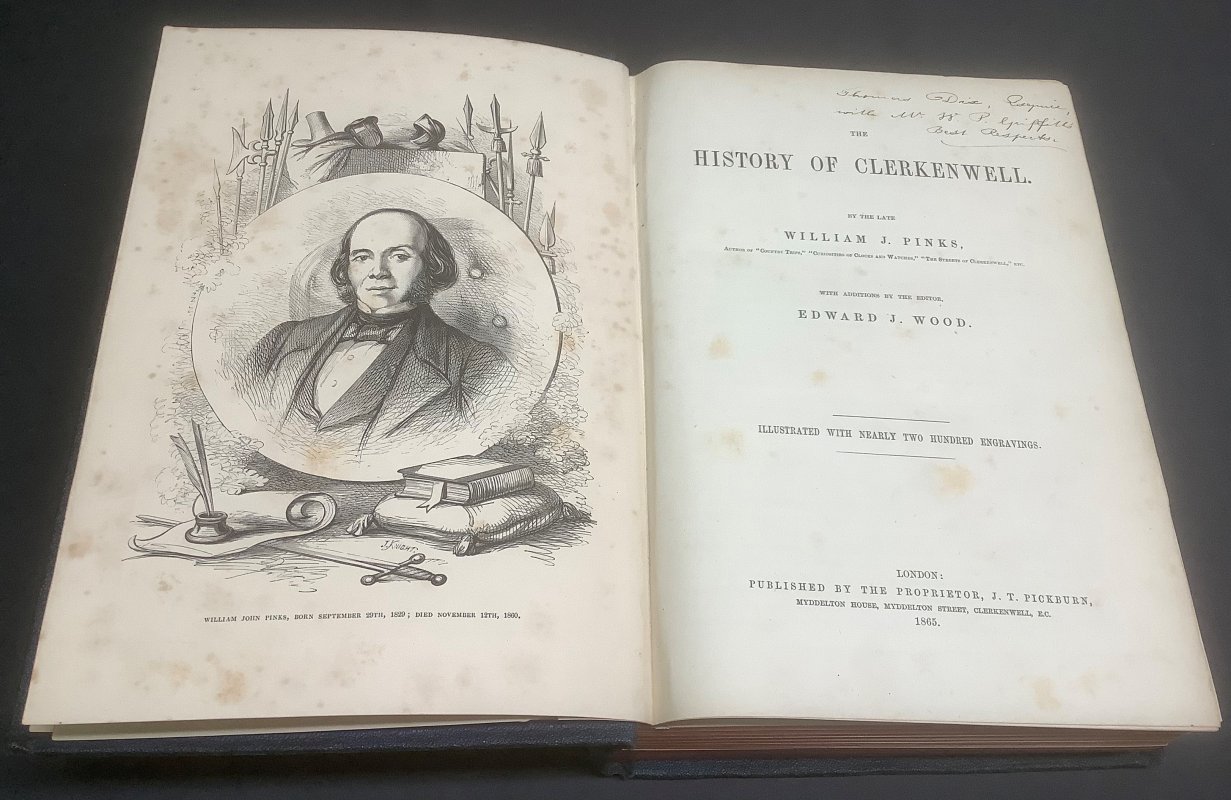 J. KNIGHT.
WILLIAM JOHN PINKS, BORN SEPTEMBER 29TH, 1829; DIED NOVEMBER 12TH, 1860.
Thomas Dix, Esquire,
with Mr. W P. Griffith's
Best Respects.
THE
HISTORY OF CLERKENWELL.
BY THE LATE
WILLIAM J. PINKS,
AUTHOR OF "COUNTRY TRIPS," "CURIOSITIES OF CLOCKS AND WATCHES," "THE STREETS OF CLERKENWELL," ETC.
WITH ADDITIONS BY THE EDITOR,
EDWARD J. WOOD.
ILLUSTRATED WITH NEARLY TWO HUNDRED ENGRAVINGS.
LONDON:
PUBLISHED BY THE PROPRIETOR, J. T. PICKBURN,
MYDDELTON HOUSE, MYDDELTON STREET, CLERKENWELL, E.C.
1865.